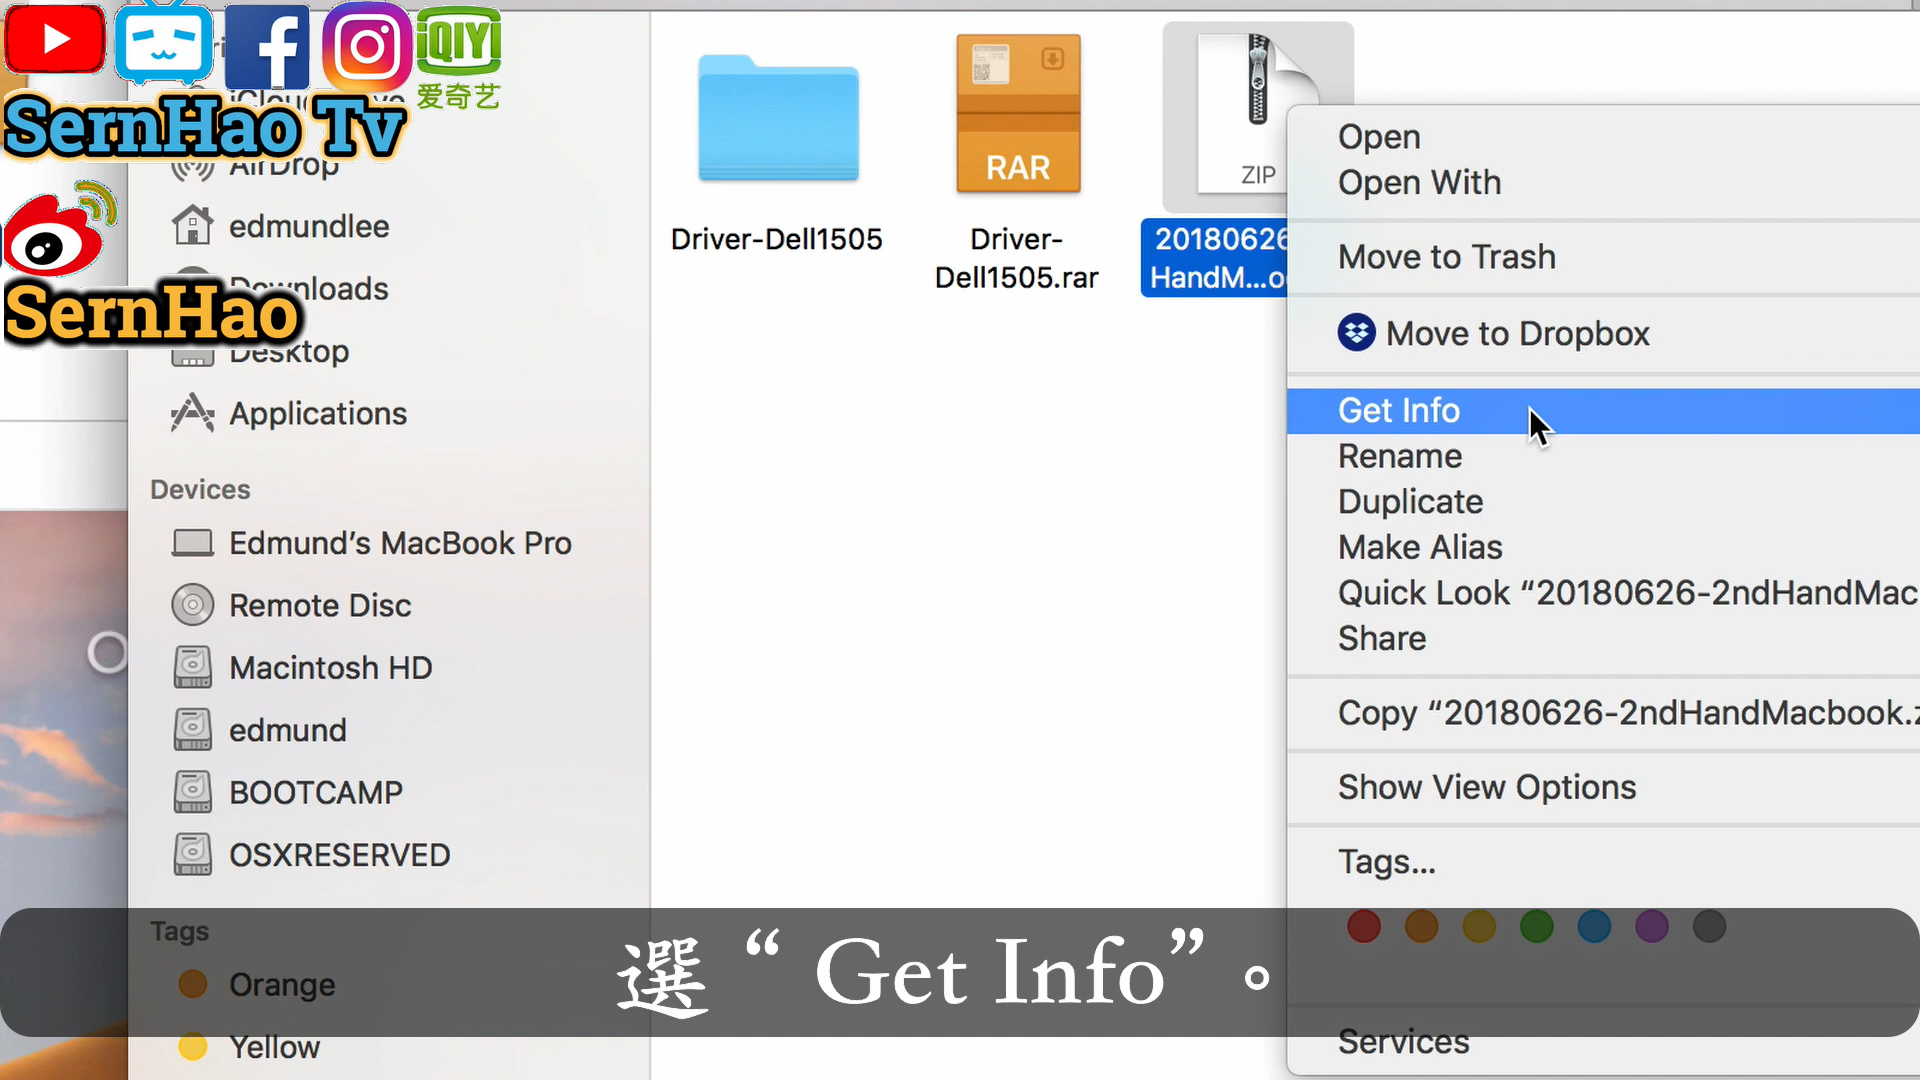 iQIYI
爱奇艺
SernHao Tv
AirDrop
edmundlee
Downloads
SernHao
Desktop
Applications
Devices
Edmund’s MacBook Pro
Remote Disc
Macintosh HD
edmund
BOOTCAMP
OSXRESERVED
Tags
Orange
Yellow
Driver-Dell1505
RAR
Driver-
Dell1505.rar
ZIP
20180626
HandM...o
Open
Open With
Move to Trash
Move to Dropbox
Get Info
Rename
Duplicate
Make Alias
Quick Look “20180626-2ndHandMac
Share
Copy “20180626-2ndHandMacbook.z
Show View Options
Tags...
Services
選“Get Info”。